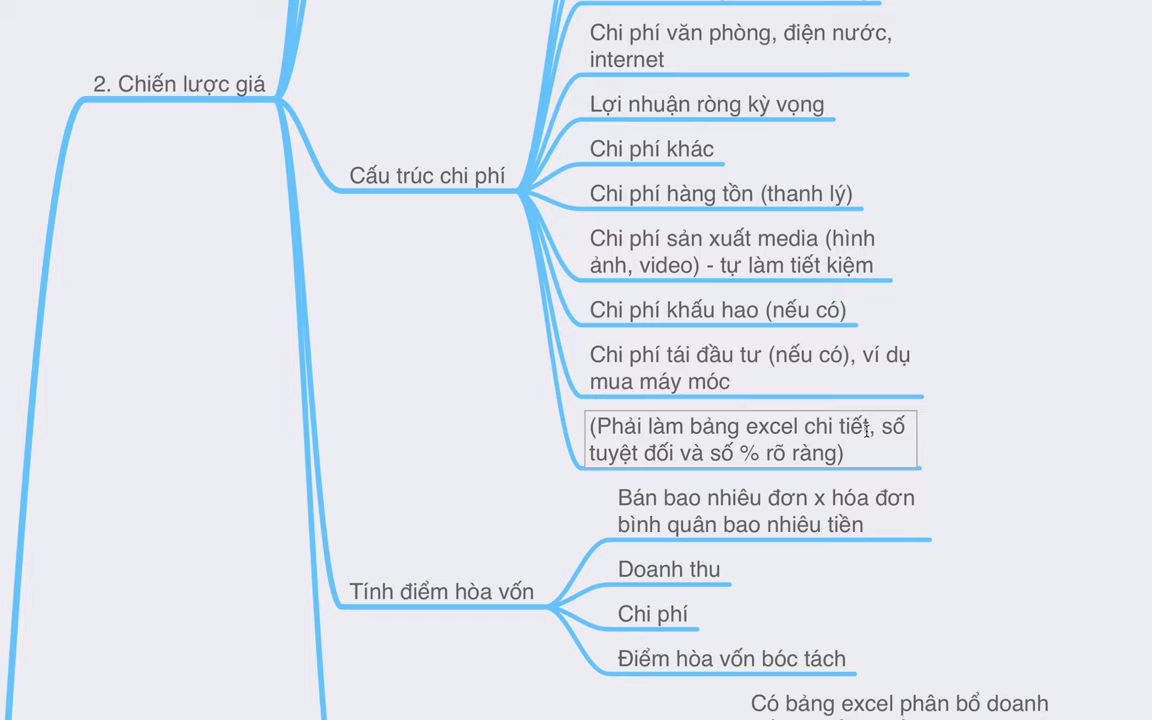 Chi phí văn phòng, điện nước,
internet
2. Chiến lược giá
Lợi nhuận ròng kỳ vọng
Chi phí khác
Cấu trúc chi phí
Chi phí hàng tồn (thanh lý)
Chi phí sản xuất media (hình
ảnh, video) - tự làm tiết kiệm
Chi phí khấu hao (nếu có)
Chi phí tái đầu tư (nếu có), ví dụ
mua máy móc
(Phải làm bảng excel chi tiết, số
tuyệt đối và số % rõ ràng)
Bán bao nhiêu đơn x hóa đơn
bình quân bao nhiêu tiền
Doanh thu
Tính điểm hòa vốn
Chi phí
Điểm hòa vốn bóc tách
Có bảng excel phân bổ doanh